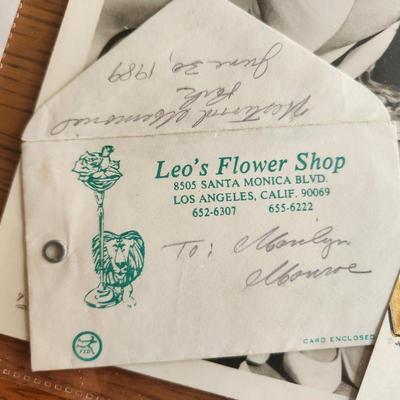 June 30, 1989
Westwood Memorial
Park
Leo's Flower Shop
8505 SANTA MONICA BLVD.
LOS ANGELES, CALIF. 90069
652-6307 655-6222
To: Marilyn
Monroe
FTD
CARD ENCLOSED